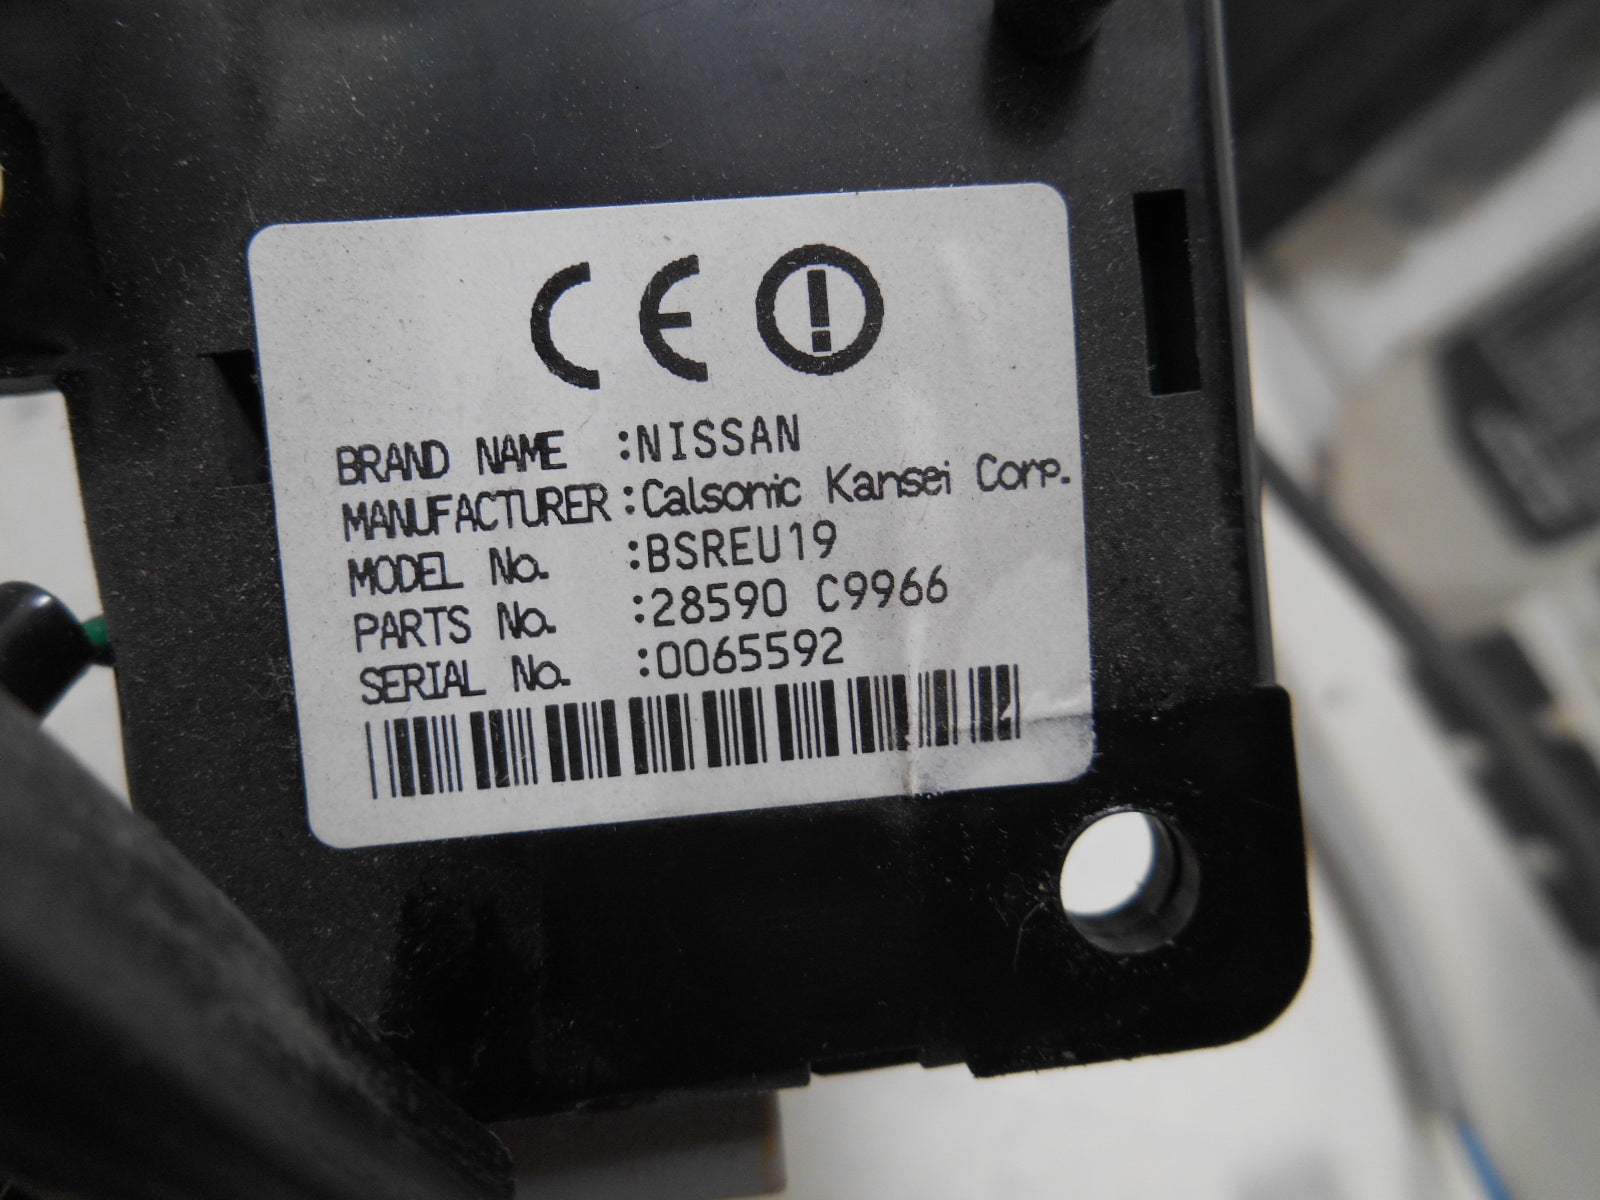 CE
BRAND NAME :NISSAN
MANUFACTURER :Calsonic Kansei Corp.
MODEL No. :BSREU19
PARTS No. :28590 C9966
SERIAL No. :0065592